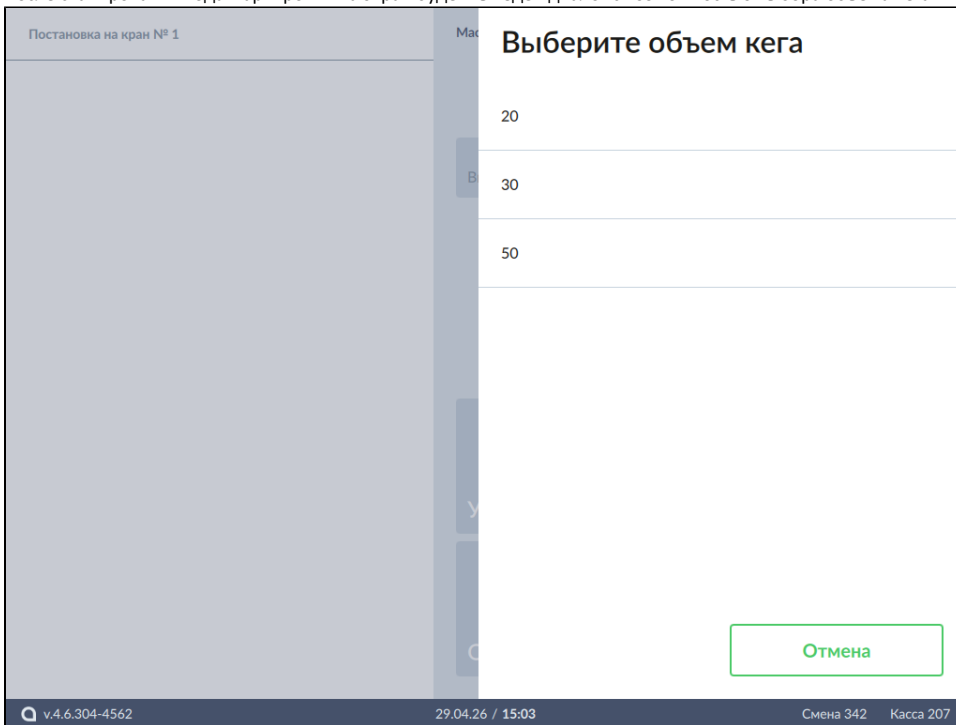 Постановка на кран № 1
Выберите объем кега
20
30
50
Отмена
v.4.6.304-4562
29.04.26 / 15:03
Смена 342
Касса 207